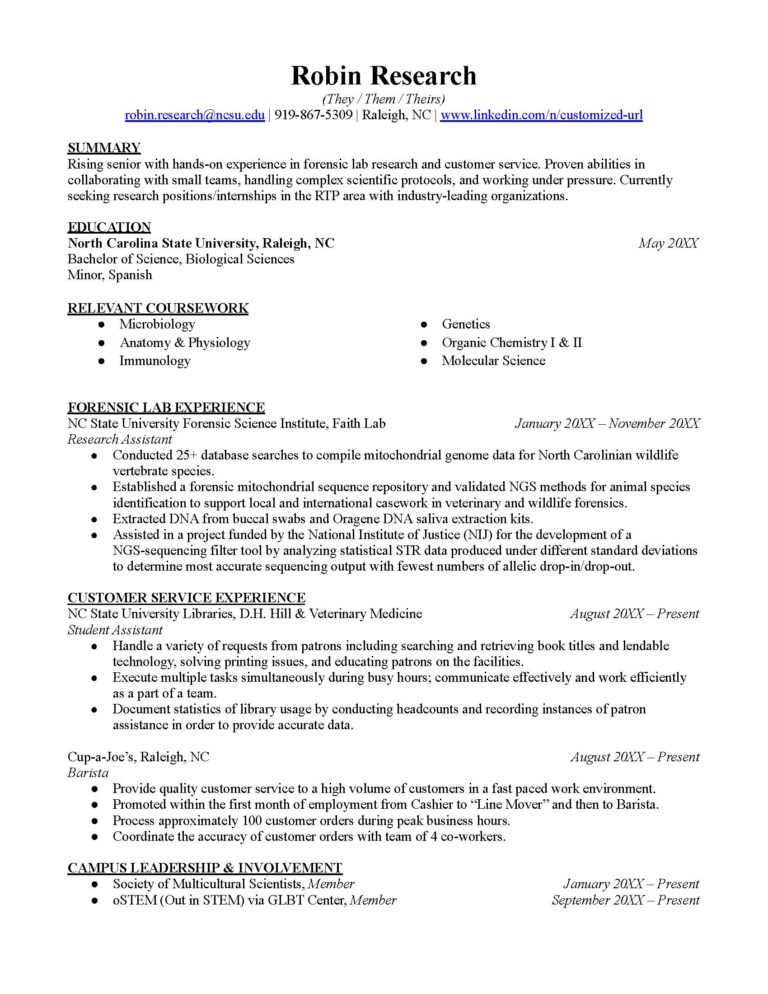 Robin Research
(They / Them / Theirs)
robin.research@ncsu.edu | 919-867-5309 | Raleigh, NC | www.linkedin.com/n/customized-url
SUMMARY
Rising senior with hands-on experience in forensic lab research and customer service. Proven abilities in
collaborating with small teams, handling complex scientific protocols, and working under pressure. Currently
seeking research positions/internships in the RTP area with industry-leading organizations.
EDUCATION
North Carolina State University, Raleigh, NC May 20XX
Bachelor of Science, Biological Sciences
Minor, Spanish
RELEVANT COURSEWORK
● Microbiology ● Genetics
● Anatomy & Physiology ● Organic Chemistry I & II
● Immunology ● Molecular Science
FORENSIC LAB EXPERIENCE
NC State University Forensic Science Institute, Faith Lab January 20XX – November 20XX
Research Assistant
● Conducted 25+ database searches to compile mitochondrial genome data for North Carolinian wildlife
vertebrate species.
● Established a forensic mitochondrial sequence repository and validated NGS methods for animal species
identification to support local and international casework in veterinary and wildlife forensics.
● Extracted DNA from buccal swabs and Oragene DNA saliva extraction kits.
● Assisted in a project funded by the National Institute of Justice (NIJ) for the development of a
NGS-sequencing filter tool by analyzing statistical STR data produced under different standard deviations
to determine most accurate sequencing output with fewest numbers of allelic drop-in/drop-out.
CUSTOMER SERVICE EXPERIENCE
NC State University Libraries, D.H. Hill & Veterinary Medicine August 20XX – Present
Student Assistant
● Handle a variety of requests from patrons including searching and retrieving book titles and lendable
technology, solving printing issues, and educating patrons on the facilities.
● Execute multiple tasks simultaneously during busy hours; communicate effectively and work efficiently
as a part of a team.
● Document statistics of library usage by conducting headcounts and recording instances of patron
assistance in order to provide accurate data.
Cup-a-Joe's, Raleigh, NC August 20XX – Present
Barista
● Provide quality customer service to a high volume of customers in a fast paced work environment.
● Promoted within the first month of employment from Cashier to “Line Mover” and then to Barista.
● Process approximately 100 customer orders during peak business hours.
● Coordinate the accuracy of customer orders with team of 4 co-workers.
CAMPUS LEADERSHIP & INVOLVEMENT
● Society of Multicultural Scientists, Member January 20XX – Present
● oSTEM (Out in STEM) via GLBT Center, Member September 20XX – Present